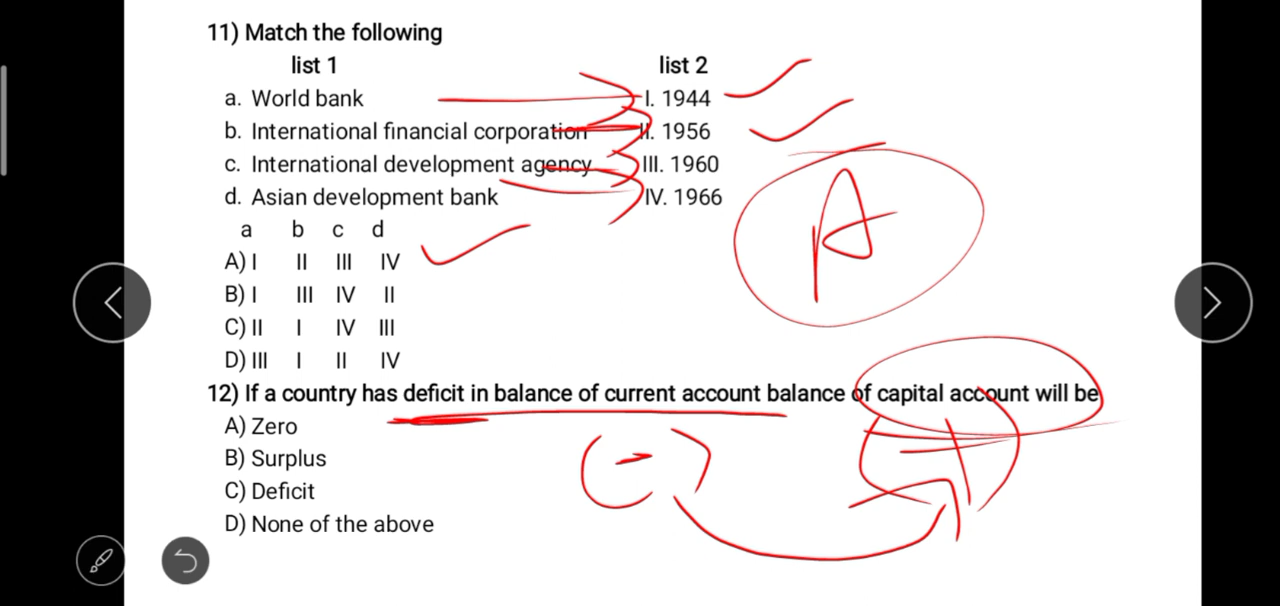 11) Match the following
list 1 list 2
a. World bank I. 1944
b. International financial corporation II. 1956
c. International development agency III. 1960
d. Asian development bank IV. 1966
a b c d
A) I II III IV
B) I III IV II
C) II I IV III
D) III I II IV
A
12) If a country has deficit in balance of current account balance of capital account will be
A) Zero
B) Surplus
C) Deficit
D) None of the above
(-) (+)